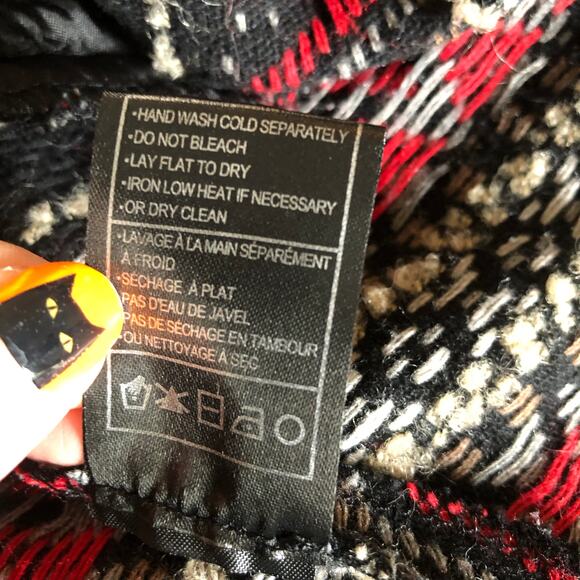 •HAND WASH COLD SEPARATELY
•DO NOT BLEACH
•LAY FLAT TO DRY
•IRON LOW HEAT IF NECESSARY
•OR DRY CLEAN
•LAVAGE À LA MAIN SÉPARÉMENT
À FROID
•SÉCHAGE À PLAT
PAS D'EAU DE JAVEL
PAS DE SÉCHAGE EN TAMBOUR
•OU NETTOYAGE À SEC